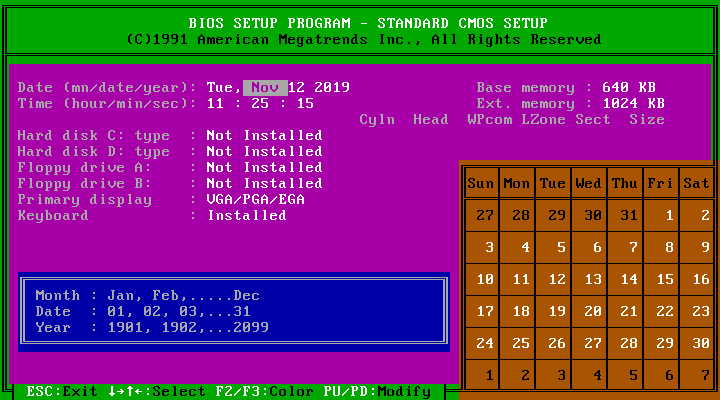 BIOS SETUP PROGRAM - STANDARD CMOS SETUP
(C)1991 American Megatrends Inc., All Rights Reserved
Date (mn/date/year): Tue, Nov 12 2019 Base memory : 640 KB
Time (hour/min/sec): 11 : 25 : 15 Ext. memory : 1024 KB
Cyln Head WPcom LZone Sect Size
Hard disk C: type : Not Installed
Hard disk D: type : Not Installed
Floppy drive A: : Not Installed
Floppy drive B: : Not Installed
Primary display : VGA/PGA/EGA
Keyboard : Installed
Sun Mon Tue Wed Thu Fri Sat
27 28 29 30 31 1 2
3 4 5 6 7 8 9
10 11 12 13 14 15 16
17 18 19 20 21 22 23
24 25 26 27 28 29 30
1 2 3 4 5 6 7
Month : Jan, Feb,.....Dec
Date : 01, 02, 03,...31
Year : 1901, 1902,...2099
ESC:Exit ↓→↑←:Select F2/F3:Color PU/PD:Modify